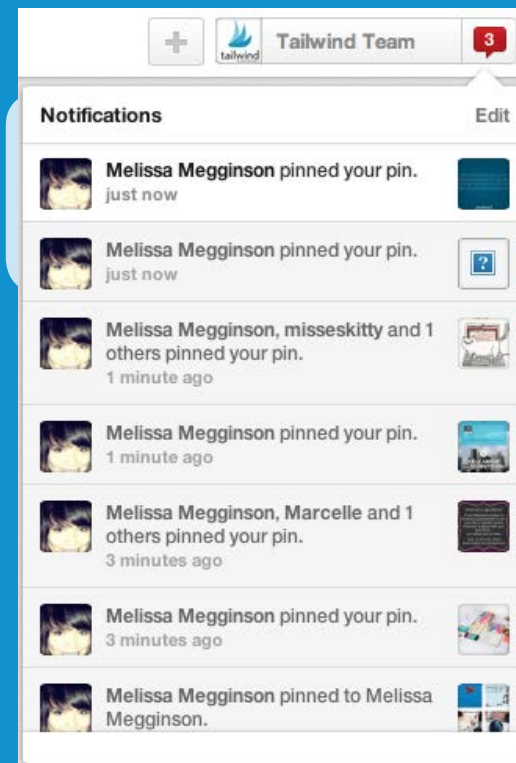 tailwind
Tailwind Team
3
Notifications
Edit
Melissa Megginson pinned your pin.
just now
Melissa Megginson pinned your pin.
just now
?
Melissa Megginson, misseskitty and 1
others pinned your pin.
1 minute ago
Melissa Megginson pinned your pin.
1 minute ago
Melissa Megginson, Marcelle and 1
others pinned your pin.
3 minutes ago
Melissa Megginson pinned your pin.
3 minutes ago
Melissa Megginson pinned to Melissa
Megginson.